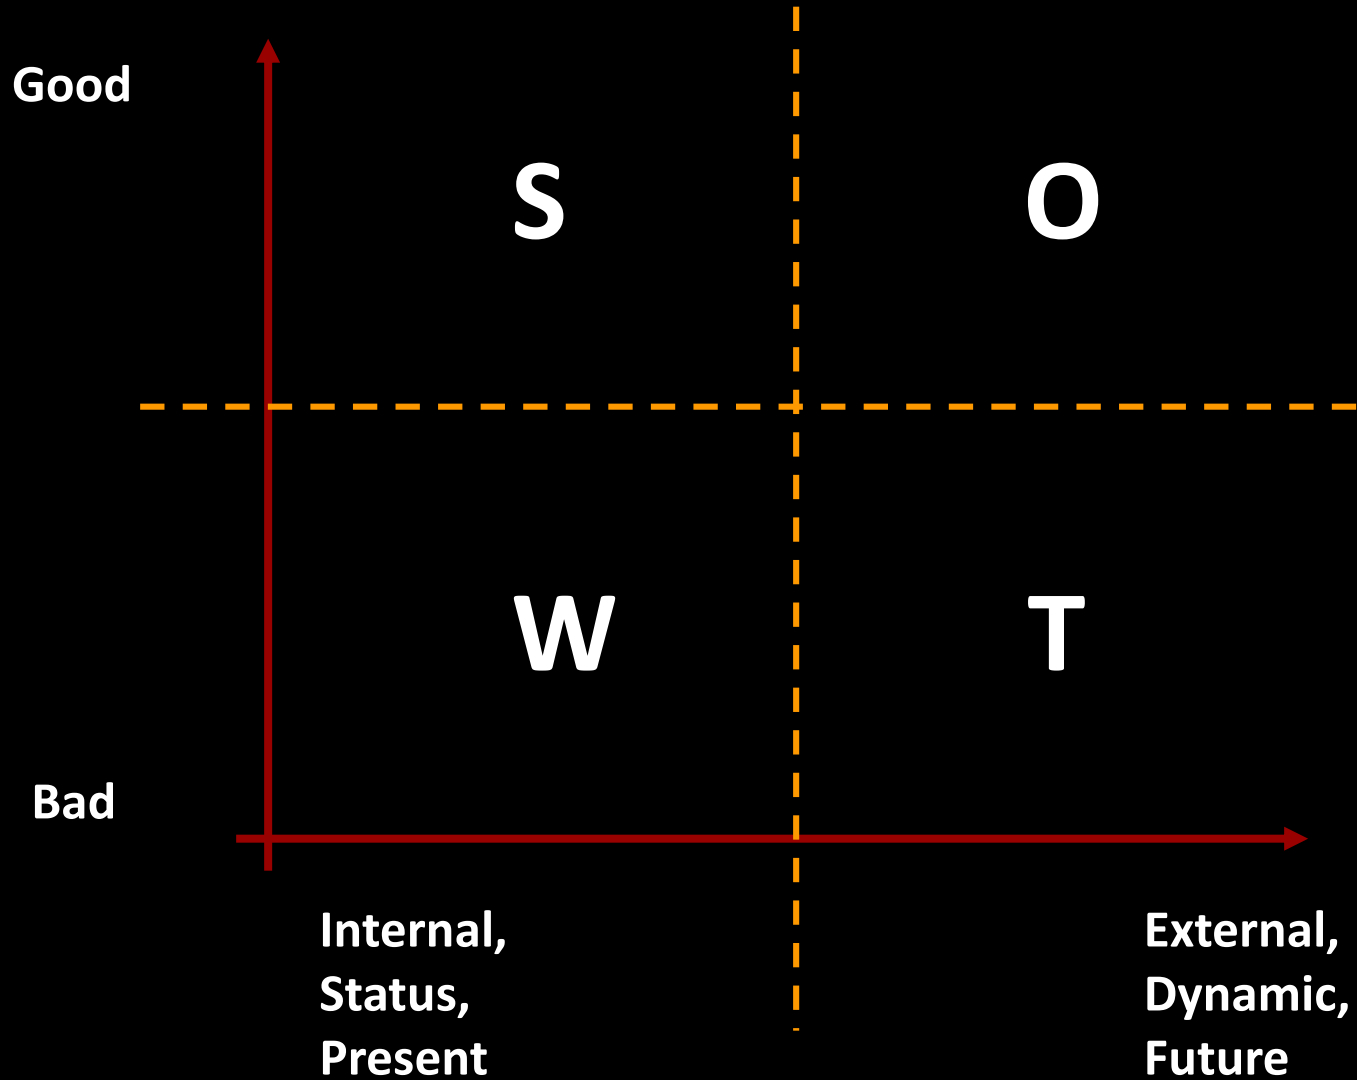 Good
S
O
W
T
Bad
Internal,
Status,
Present
External,
Dynamic,
Future